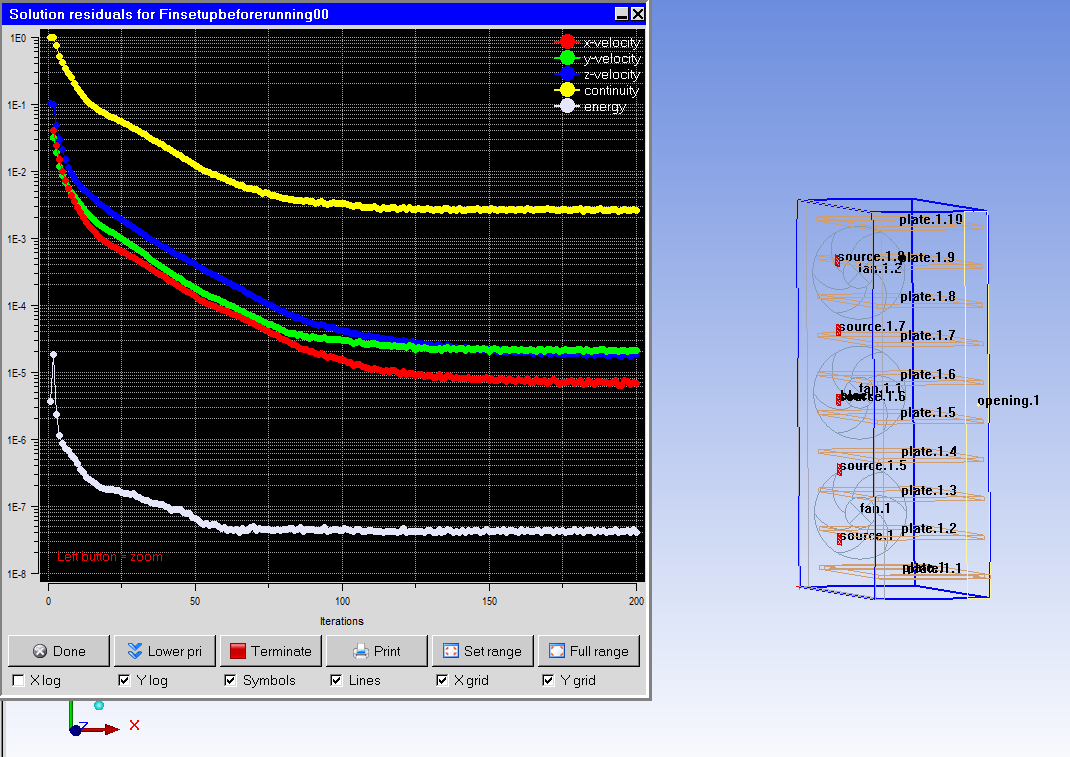 Solution residuals for Finsetupbeforerunning00
1E0
1E-1
1E-2
1E-3
1E-4
1E-5
1E-6
1E-7
1E-8
x-velocity
y-velocity
z-velocity
continuity
energy
Left button - zoom
0
50
100
150
200
Iterations
Done
Lower pri
Terminate
Print
Set range
Full range
X log
Y log
Symbols
Lines
X grid
Y grid
Z
X
plate.1.10
source.1.8
plate.1.9
fan.1.2
plate.1.8
source.1.7
plate.1.7
plate.1.6
fan.1.1
source.1.6
opening.1
plate.1.5
plate.1.4
source.1.5
plate.1.3
fan.1
plate.1.2
source.1
plate.1.1